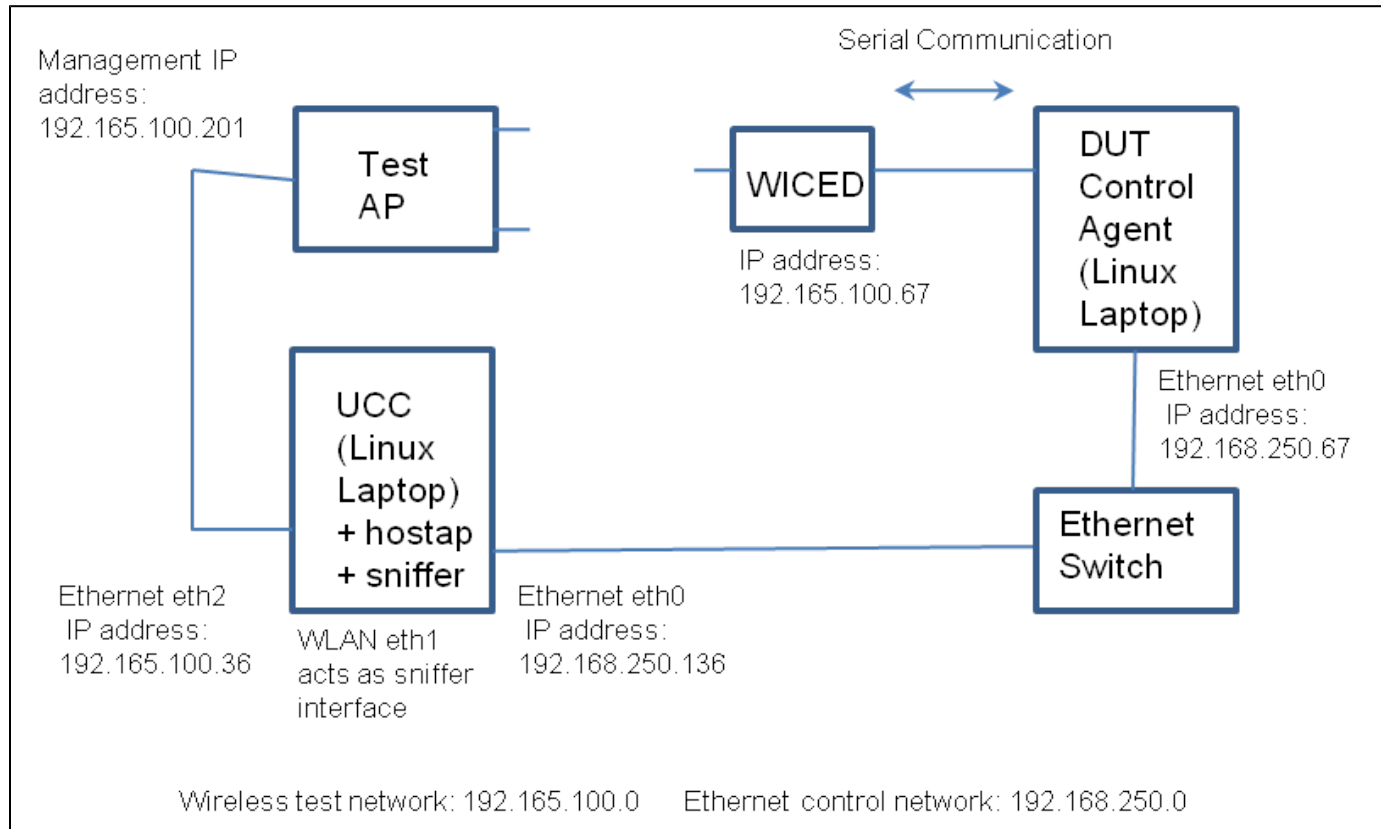 Serial Communication
Management IP
address:
192.165.100.201
Test
AP
WICED
IP address:
192.165.100.67
DUT
Control
Agent
(Linux
Laptop)
Ethernet eth0
IP address:
192.168.250.67
UCC
(Linux
Laptop)
+ hostap
+ sniffer
Ethernet
Switch
Ethernet eth2
IP address:
192.165.100.36
WLAN eth1
acts as sniffer
interface
Ethernet eth0
IP address:
192.168.250.136
Wireless test network: 192.165.100.0 Ethernet control network: 192.168.250.0